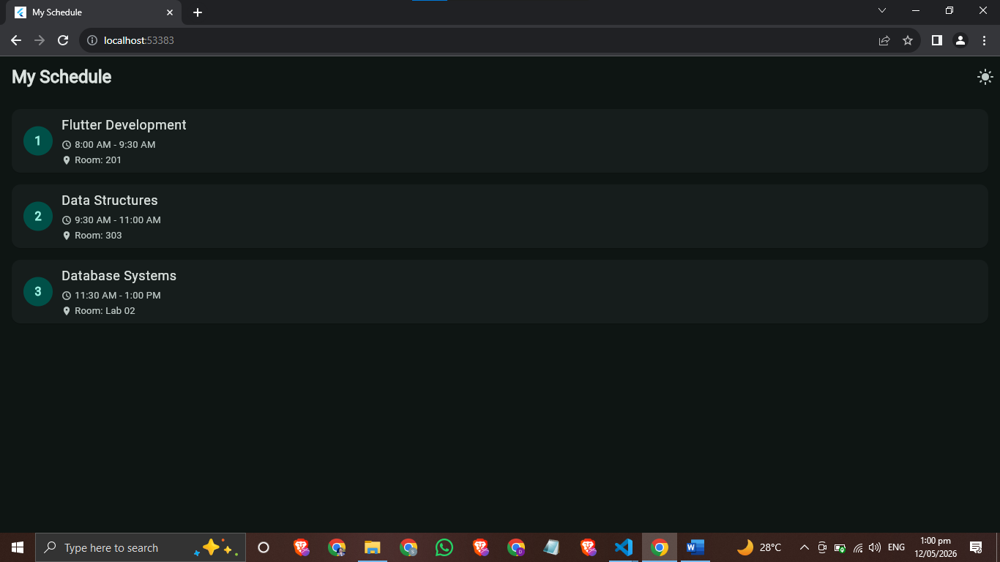 My Schedule
localhost:53383
My Schedule
1
Flutter Development
8:00 AM - 9:30 AM
Room: 201
2
Data Structures
9:30 AM - 11:00 AM
Room: 303
3
Database Systems
11:30 AM - 1:00 PM
Room: Lab 02
Type here to search
28°C
ENG
1:00 pm
12/05/2026